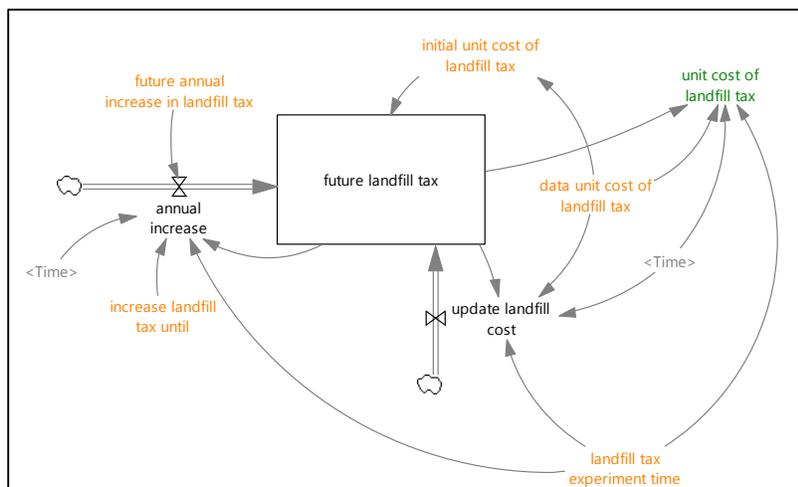 initial unit cost of
landfill tax
unit cost of
landfill tax
future annual
increase in landfill tax
future landfill tax
data unit cost of
landfill tax
annual
increase
<Time>
<Time>
increase landfill
tax until
update landfill
cost
landfill tax
experiment time